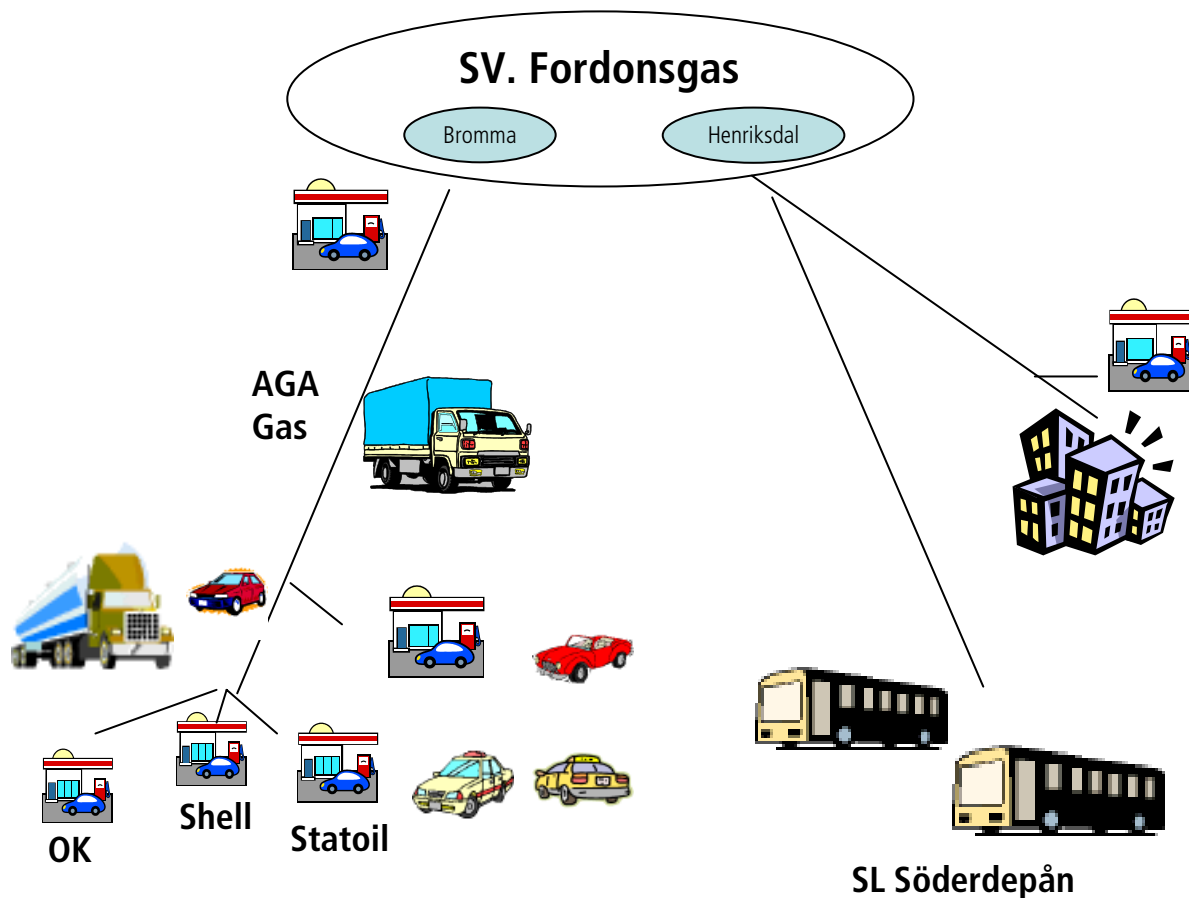 SV. Fordonsgas
Bromma
Henriksdal
AGA
Gas
OK
Shell
Statoil
SL Söderdepån